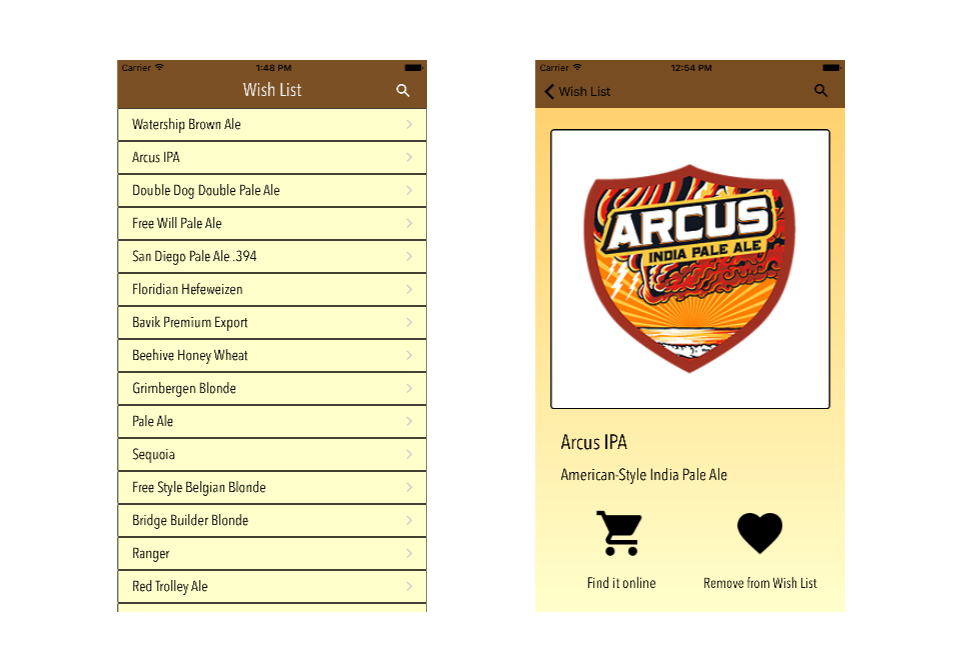 Carrier 1:48 PM
Wish List
Watership Brown Ale
Arcus IPA
Double Dog Double Pale Ale
Free Will Pale Ale
San Diego Pale Ale .394
Floridian Hefeweizen
Bavik Premium Export
Beehive Honey Wheat
Grimbergen Blonde
Pale Ale
Sequoia
Free Style Belgian Blonde
Bridge Builder Blonde
Ranger
Red Trolley Ale
Carrier 12:54 PM
Wish List
ARCUS
INDIA PALE ALE
Arcus IPA
American-Style India Pale Ale
Find it online
Remove from Wish List